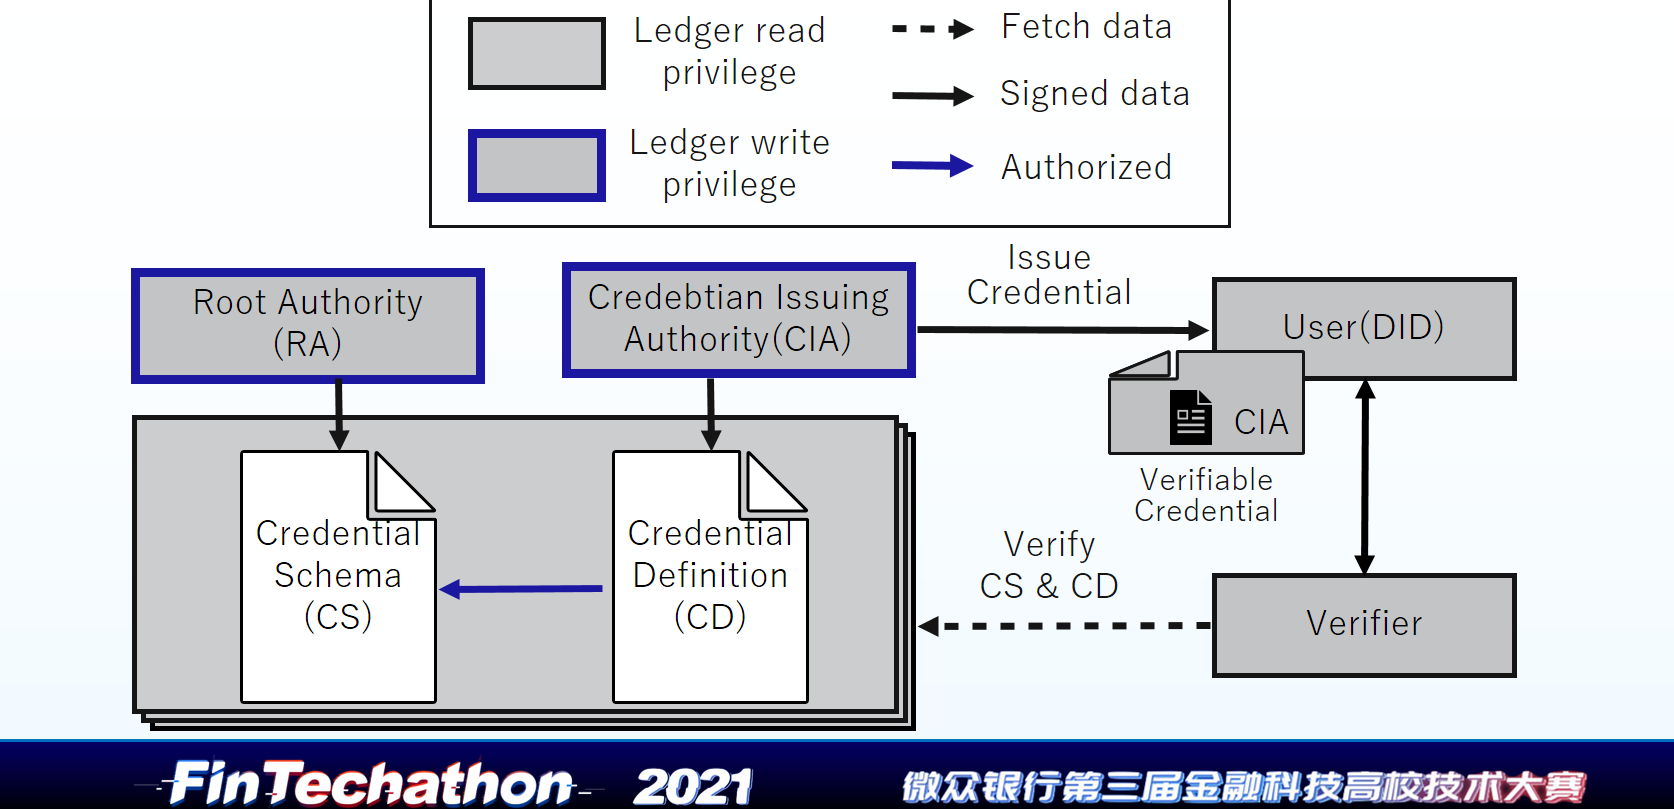 Ledger read
privilege
Fetch data
Signed data
Ledger write
privilege
Authorized
Root Authority
(RA)
Credebtian Issuing
Authority(CIA)
Issue
Credential
User(DID)
CIA
Verifiable
Credential
Credential
Schema
(CS)
Credential
Definition
(CD)
Verify
CS & CD
Verifier
FinTechathon 2021
微众银行第三届金融科技高校技术大赛